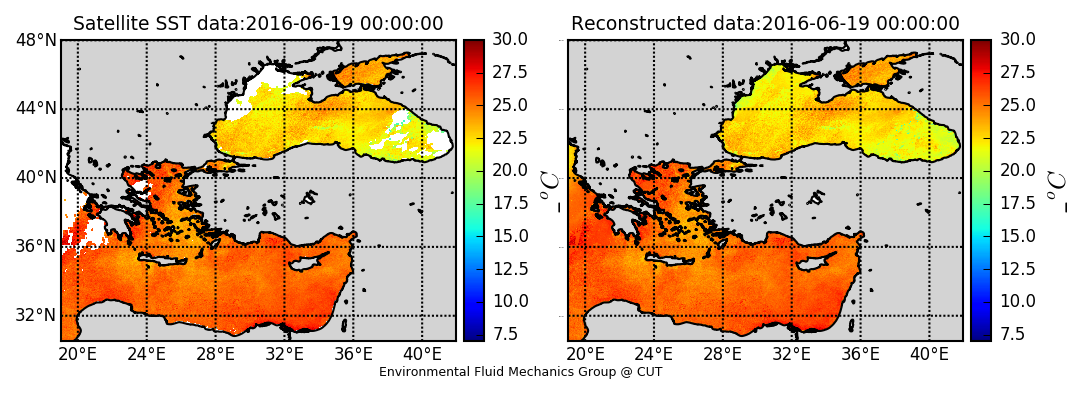 Satellite SST data:2016-06-19 00:00:00
Reconstructed data:2016-06-19 00:00:00
48°N
44°N
40°N
36°N
32°N
20°E 24°E 28°E 32°E 36°E 40°E
30.0
27.5
25.0
22.5
20.0
17.5
15.0
12.5
10.0
7.5
_°C
20°E 24°E 28°E 32°E 36°E 40°E
30.0
27.5
25.0
22.5
20.0
17.5
15.0
12.5
10.0
7.5
_°C
Environmental Fluid Mechanics Group @ CUT